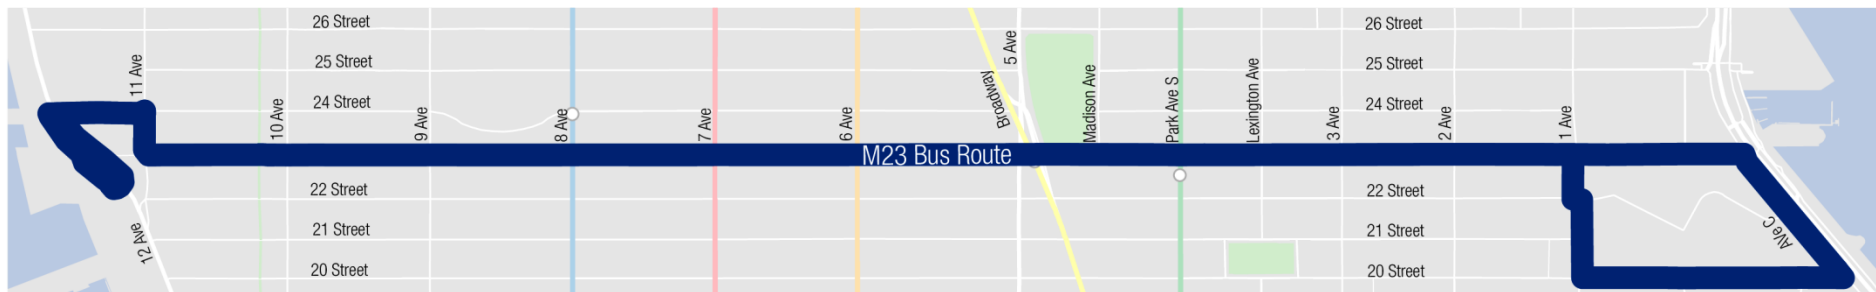 26 Street
26 Street
25 Street
25 Street
24 Street
24 Street
11 Ave
10 Ave
9 Ave
8 Ave
7 Ave
6 Ave
Broadway
5 Ave
Madison Ave
Park Ave S
Lexington Ave
3 Ave
2 Ave
1 Ave
M23 Bus Route
22 Street
22 Street
21 Street
21 Street
20 Street
20 Street
12 Ave
AVe C